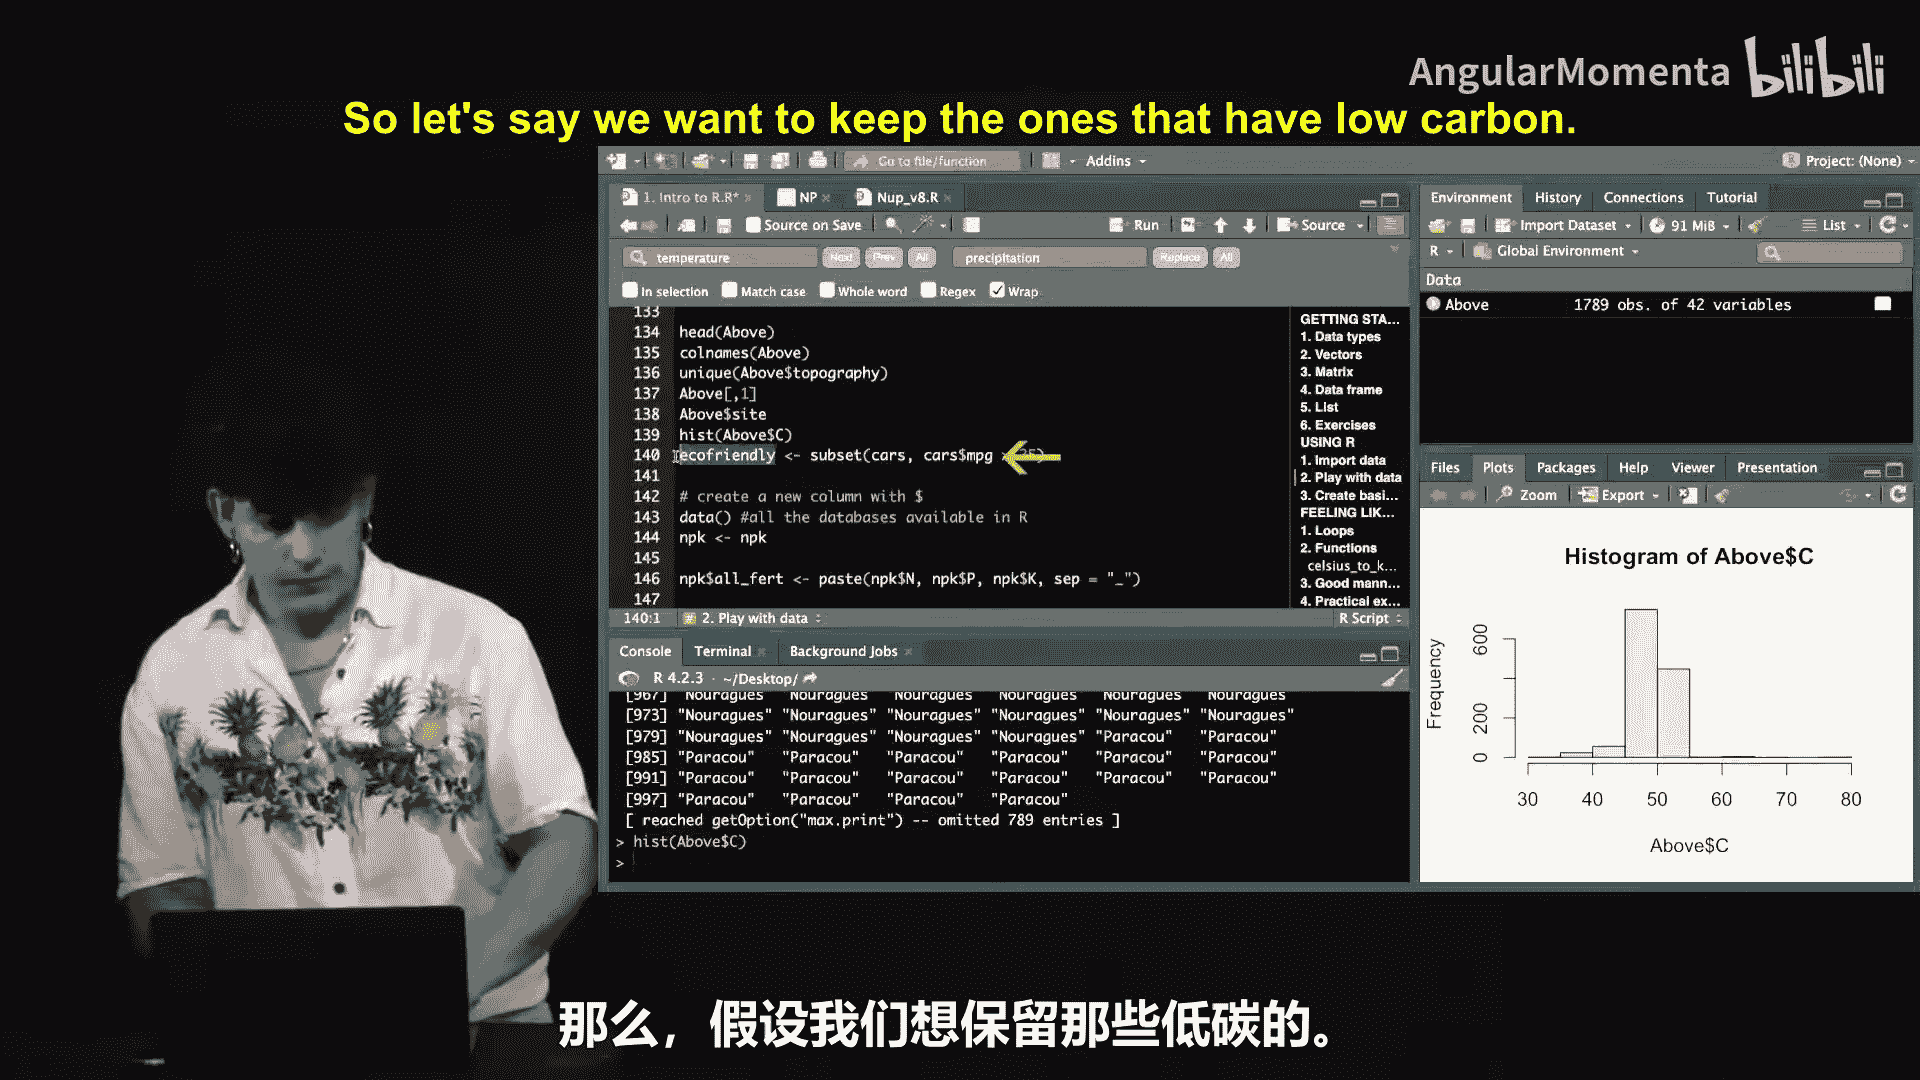 AngularMomenta bilibili
So let's say we want to keep the ones that have low carbon.
Go to file/function
Addins
Project: (None)
1. Intro to R.R*
NP
Nup_v8.R
Source on Save
Run
Source
temperature
Next
Prev
All
precipitation
Replace
All
In selection
Match case
Whole word
Regex
Wrap
133
134 head(Above)
135 colnames(Above)
136 unique(Above$topography)
137 Above[,1]
138 Above$site
139 hist(Above$C)
140 ecofriendly <- subset(cars, cars$mpg
141
142 # create a new column with $
143 data() #all the databases available in R
144 npk <- npk
145
146 npk$all_fert <- paste(npk$N, npk$P, npk$K, sep = "_")
147
GETTING STA...
1. Data types
2. Vectors
3. Matrix
4. Data frame
5. List
6. Exercises
USING R
1. Import data
2. Play with data
3. Create basi...
FEELING LIK...
1. Loops
2. Functions
celsius_to_k...
3. Good mann...
4. Practical ex...
140:1
2. Play with data
R Script
Console
Terminal
Background Jobs
R 4.2.3 · ~/Desktop/
[967] "Nouragues" "Nouragues" "Nouragues" "Nouragues" "Nouragues" "Nouragues"
[973] "Nouragues" "Nouragues" "Nouragues" "Nouragues" "Nouragues" "Nouragues"
[979] "Nouragues" "Nouragues" "Nouragues" "Nouragues" "Paracou" "Paracou"
[985] "Paracou" "Paracou" "Paracou" "Paracou" "Paracou" "Paracou"
[991] "Paracou" "Paracou" "Paracou" "Paracou" "Paracou" "Paracou"
[997] "Paracou" "Paracou" "Paracou" "Paracou"
[ reached getOption("max.print") -- omitted 789 entries ]
> hist(Above$C)
>
Environment
History
Connections
Tutorial
Import Dataset
91 MiB
List
R
Global Environment
Data
Above 1789 obs. of 42 variables
Files
Plots
Packages
Help
Viewer
Presentation
Zoom
Export
Histogram of Above$C
Frequency
600
200
0
30 40 50 60 70 80
Above$C
那么，假设我们想保留那些低碳的。